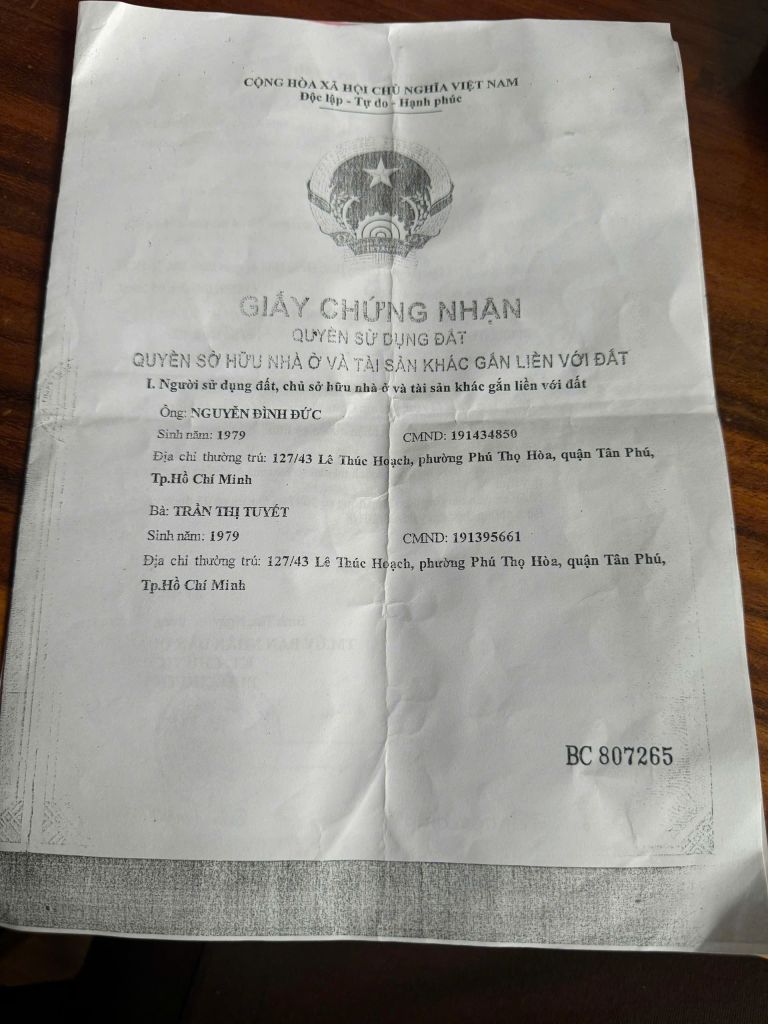 CỘNG HÒA XÃ HỘI CHỦ NGHĨA VIỆT NAM
Độc lập - Tự do - Hạnh phúc
GIẤY CHỨNG NHẬN
QUYỀN SỬ DỤNG ĐẤT
QUYỀN SỞ HỮU NHÀ Ở VÀ TÀI SẢN KHÁC GẮN LIỀN VỚI ĐẤT
I. Người sử dụng đất, chủ sở hữu nhà ở và tài sản khác gắn liền với đất
Ông: NGUYỄN ĐÌNH ĐỨC
Sinh năm: 1979 CMND: 191434850
Địa chỉ thường trú: 127/43 Lê Thúc Hoạch, phường Phú Thọ Hòa, quận Tân Phú,
Tp.Hồ Chí Minh
Bà: TRẦN THỊ TUYẾT
Sinh năm: 1979 CMND: 191395661
Địa chỉ thường trú: 127/43 Lê Thúc Hoạch, phường Phú Thọ Hòa, quận Tân Phú,
Tp.Hồ Chí Minh
BC 807265